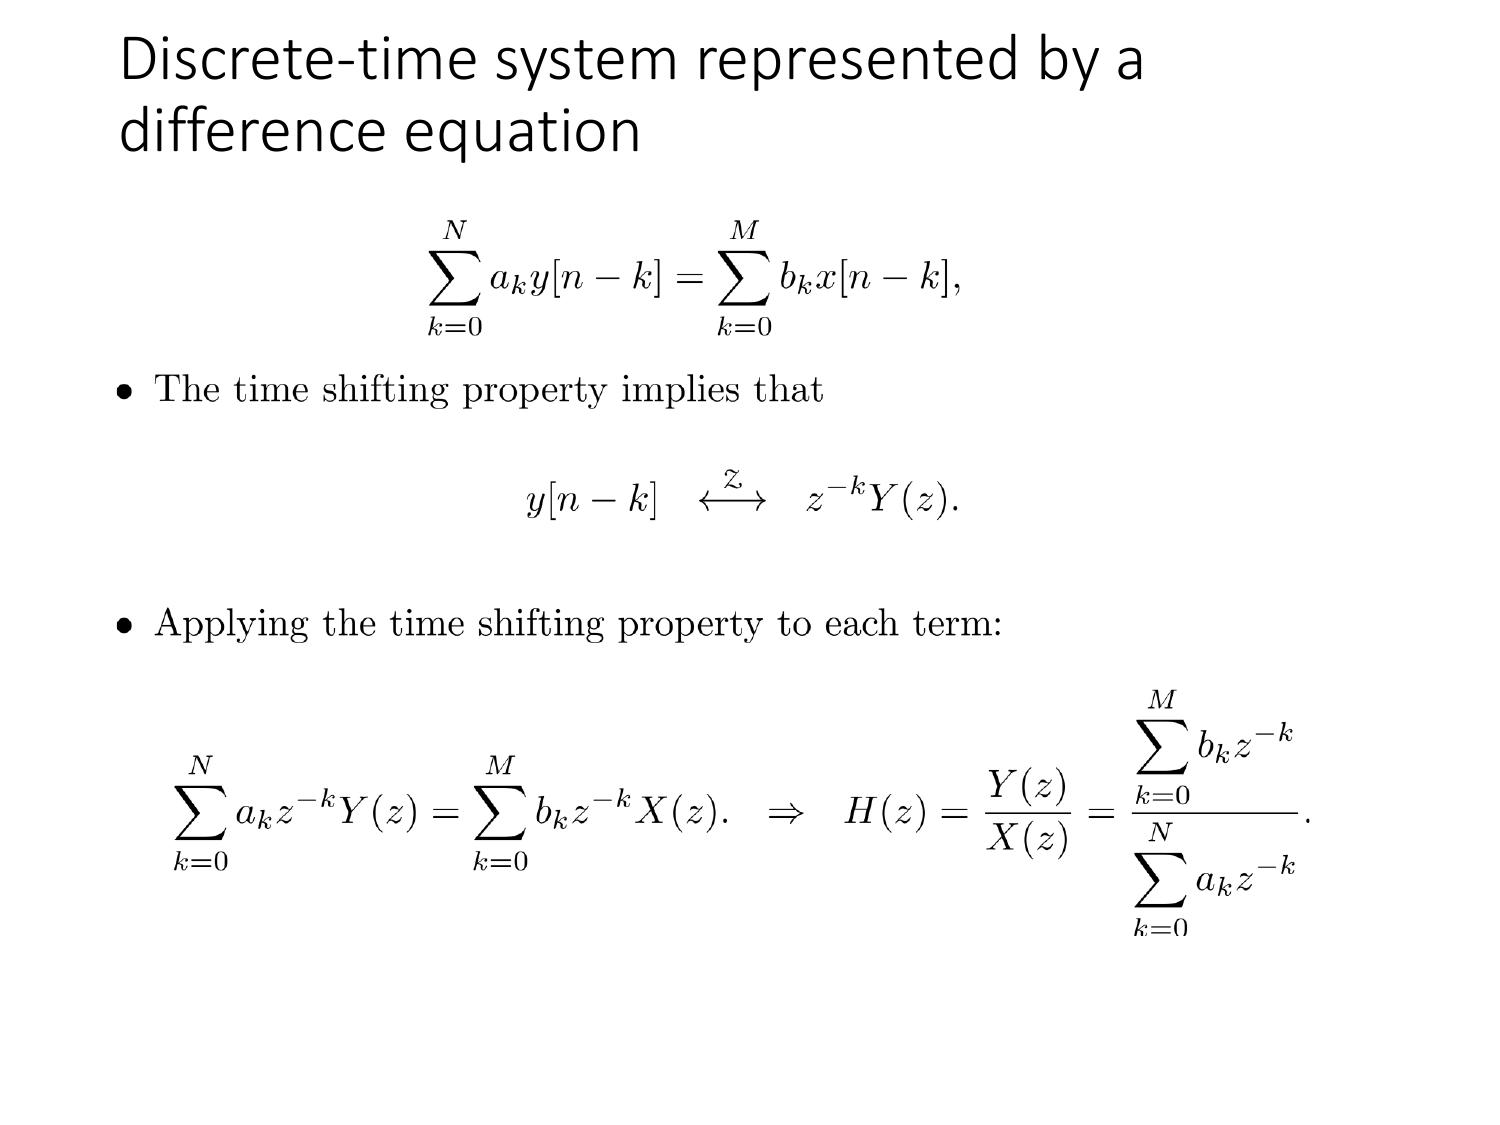 Discrete-time system represented by a
difference equation
$$\sum_{k=0}^{N} a_k y[n-k] = \sum_{k=0}^{M} b_k x[n-k],$$
• The time shifting property implies that
$$y[n-k] \quad \overset{\mathcal{Z}}{\longleftrightarrow} \quad z^{-k}Y(z).$$
• Applying the time shifting property to each term:
$$\sum_{k=0}^{N} a_k z^{-k} Y(z) = \sum_{k=0}^{M} b_k z^{-k} X(z). \quad \Rightarrow \quad H(z) = \frac{Y(z)}{X(z)} = \frac{\sum_{k=0}^{M} b_k z^{-k}}{\sum_{k=0}^{N} a_k z^{-k}}.$$